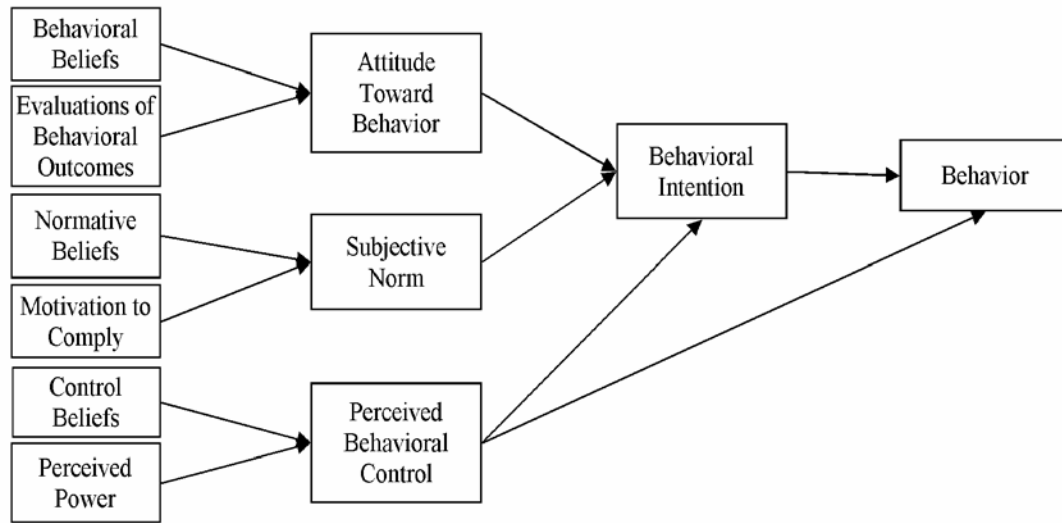 Behavioral
Beliefs
Evaluations of
Behavioral
Outcomes
Normative
Beliefs
Motivation to
Comply
Control
Beliefs
Perceived
Power
Attitude
Toward
Behavior
Subjective
Norm
Perceived
Behavioral
Control
Behavioral
Intention
Behavior